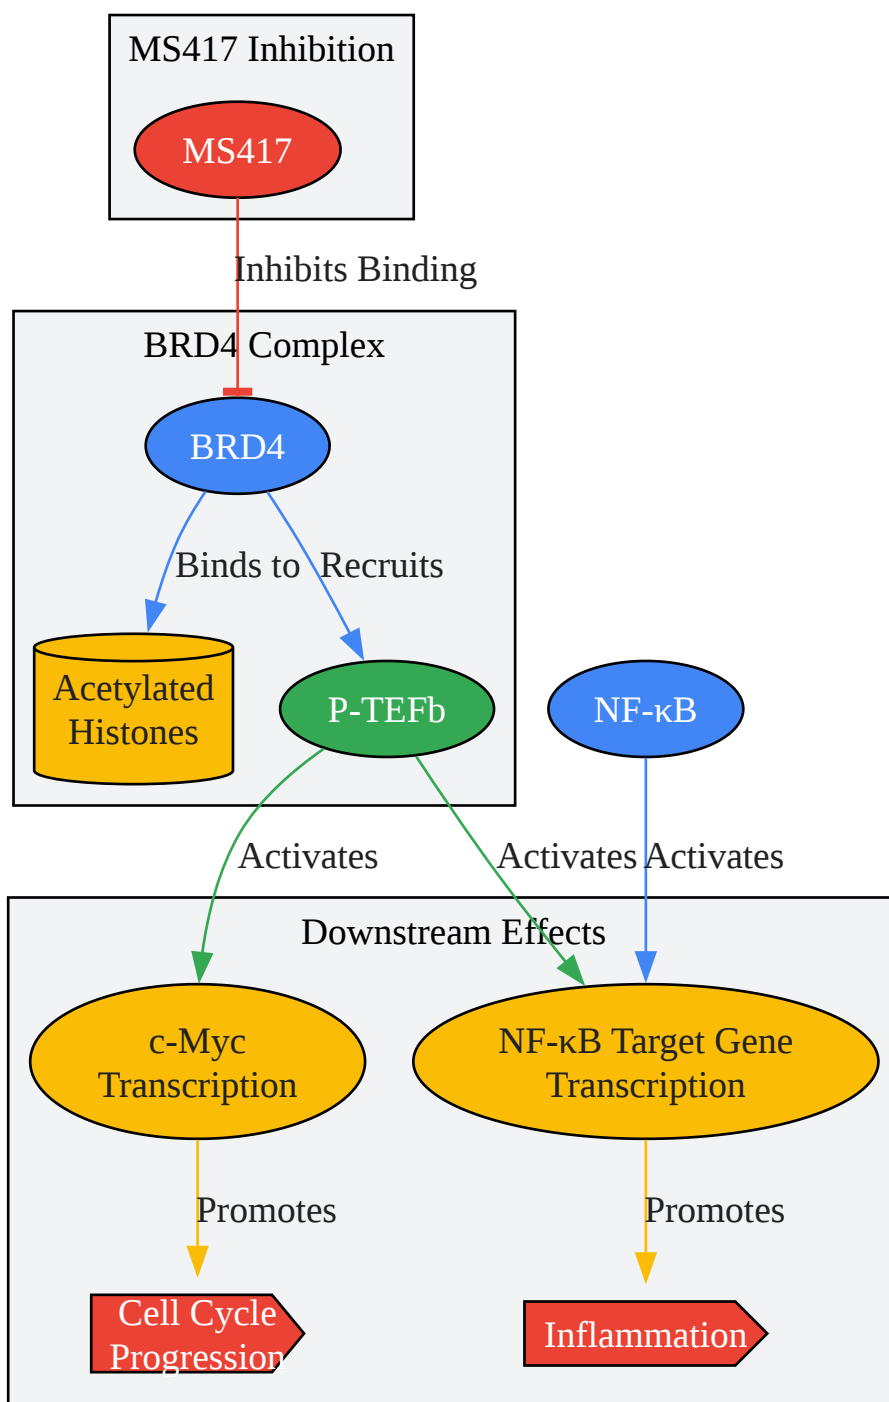 MS417 Inhibition
MS417
Inhibits Binding
BRD4 Complex
BRD4
Binds to
Recruits
Acetylated
Histones
P-TEFb
NF-κB
Activates
Activates
Activates
Downstream Effects
c-Myc
Transcription
NF-κB Target Gene
Transcription
Promotes
Promotes
Cell Cycle
Progression
Inflammation